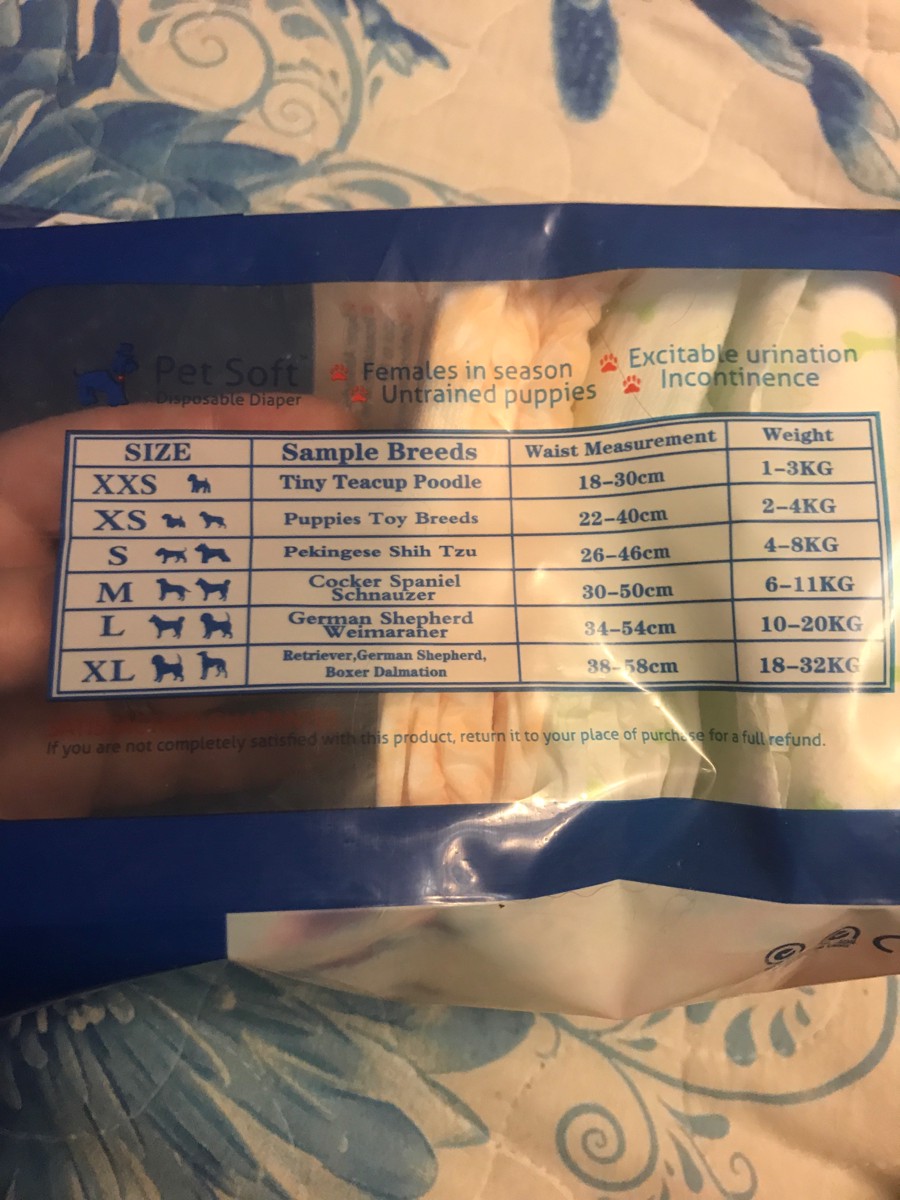 Pet Soft
Disposable Diaper
Females in season
Untrained puppies
Excitable urination
Incontinence
SIZE Sample Breeds Waist Measurement Weight
XXS Tiny Teacup Poodle 18-30cm 1-3KG
XS Puppies Toy Breeds 22-40cm 2-4KG
S Pekingese Shih Tzu 26-46cm 4-8KG
M Cocker Spaniel
Schnauzer 30-50cm 6-11KG
L German Shepherd
Weimaraner 34-54cm 10-20KG
XL Retriever,German Shepherd,
Boxer Dalmation 38-58cm 18-32KG
If you are not completely satisfied with this product, return it to your place of purchase for a full refund.